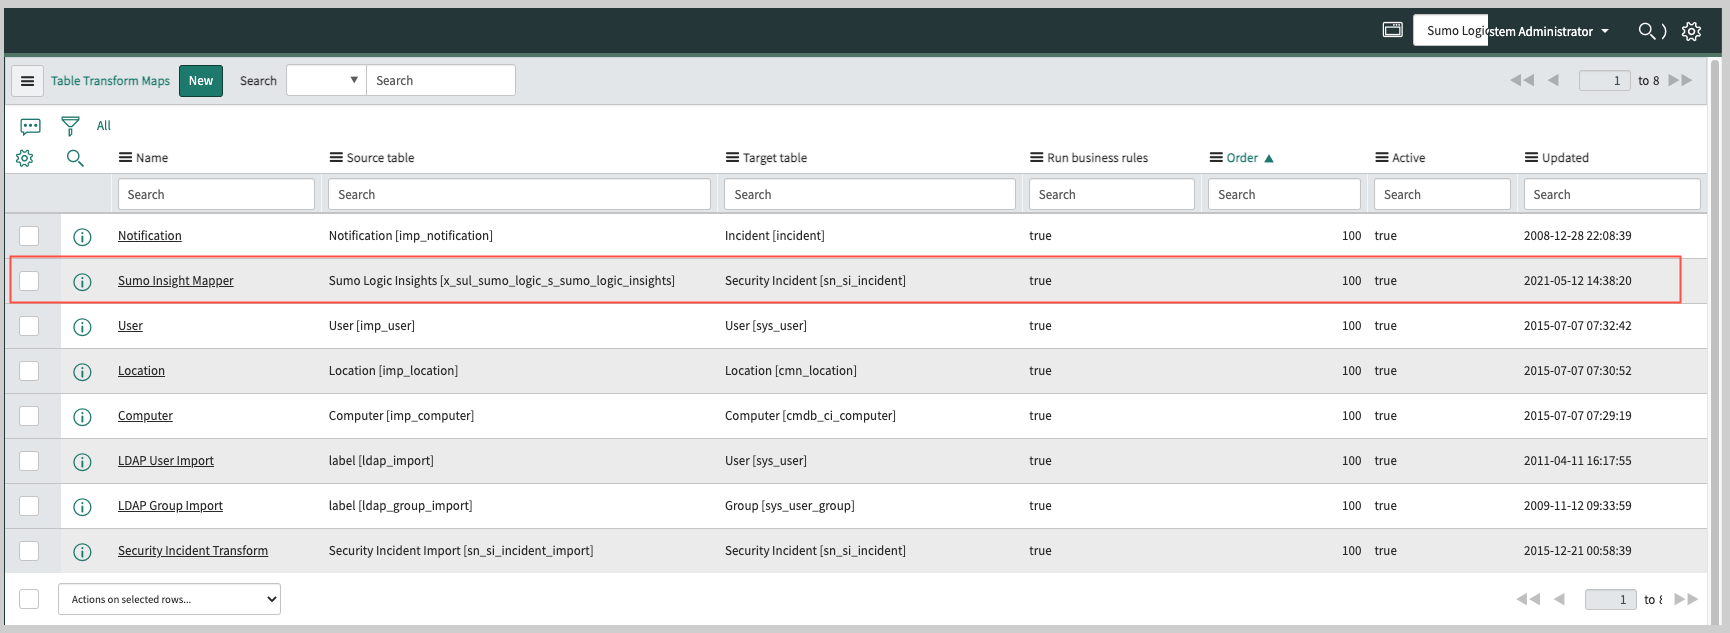 Sumo Logic stem Administrator
Table Transform Maps New Search Search 1 to 8
All
Name Source table Target table Run business rules Order ▲ Active Updated
Search Search Search Search Search Search Search
Notification Notification [imp_notification] Incident [incident] true 100 true 2008-12-28 22:08:39
Sumo Insight Mapper Sumo Logic Insights [x_sul_sumo_logic_s_sumo_logic_insights] Security Incident [sn_si_incident] true 100 true 2021-05-12 14:38:20
User User [imp_user] User [sys_user] true 100 true 2015-07-07 07:32:42
Location Location [imp_location] Location [cmn_location] true 100 true 2015-07-07 07:30:52
Computer Computer [imp_computer] Computer [cmdb_ci_computer] true 100 true 2015-07-07 07:29:19
LDAP User Import label [ldap_import] User [sys_user] true 100 true 2011-04-11 16:17:55
LDAP Group Import label [ldap_group_import] Group [sys_user_group] true 100 true 2009-11-12 09:33:59
Security Incident Transform Security Incident Import [sn_si_incident_import] Security Incident [sn_si_incident] true 100 true 2015-12-21 00:58:39
Actions on selected rows... 1 to 8